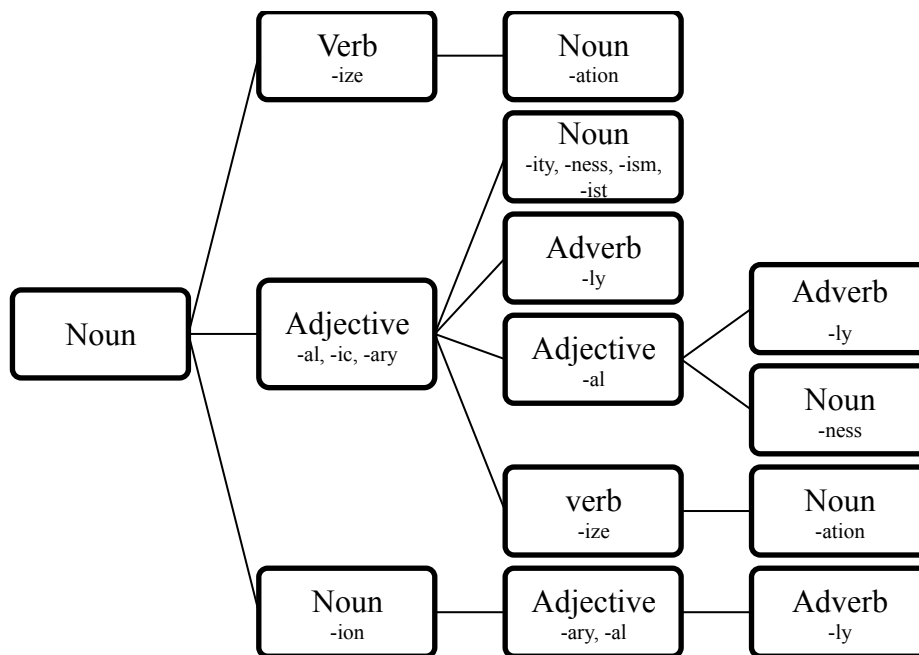 Verb
-ize
Noun
-ation
Noun
-ity, -ness, -ism,
-ist
Adverb
-ly
Noun
Adjective
-al, -ic, -ary
Adjective
-al
Adverb
-ly
Noun
-ness
verb
-ize
Noun
-ation
Noun
-ion
Adjective
-ary, -al
Adverb
-ly